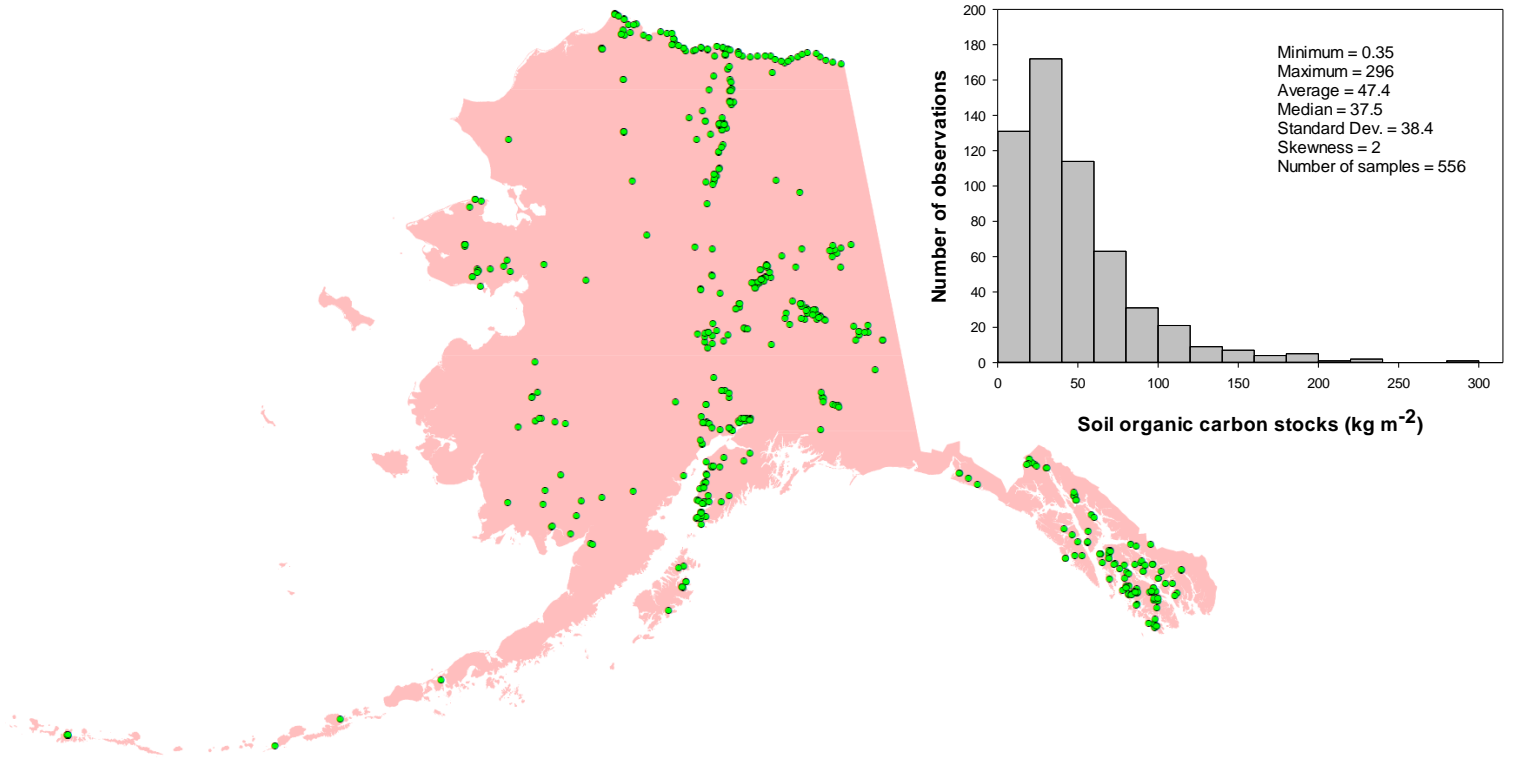 200
180
160
140
120
100
80
60
40
20
0
Number of observations
Minimum = 0.35
Maximum = 296
Average = 47.4
Median = 37.5
Standard Dev. = 38.4
Skewness = 2
Number of samples = 556
0 50 100 150 200 250 300
Soil organic carbon stocks (kg m-2)